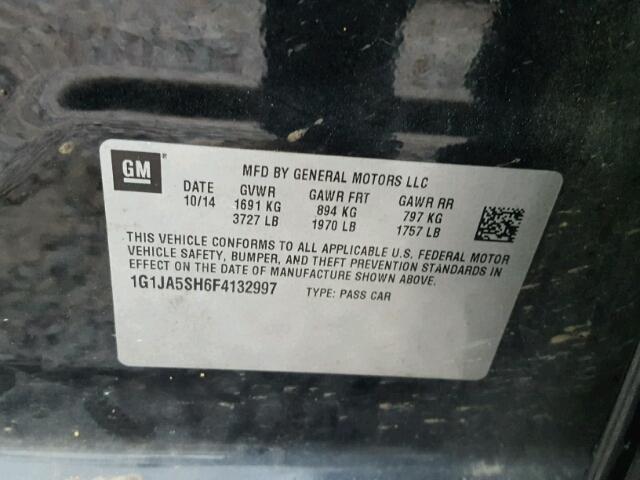 GM®
MFD BY GENERAL MOTORS LLC
DATE GVWR GAWR FRT GAWR RR
10/14 1691 KG 894 KG 797 KG
3727 LB 1970 LB 1757 LB
THIS VEHICLE CONFORMS TO ALL APPLICABLE U.S. FEDERAL MOTOR
VEHICLE SAFETY, BUMPER, AND THEFT PREVENTION STANDARDS IN
EFFECT ON THE DATE OF MANUFACTURE SHOWN ABOVE.
1G1JA5SH6F4132997 TYPE: PASS CAR